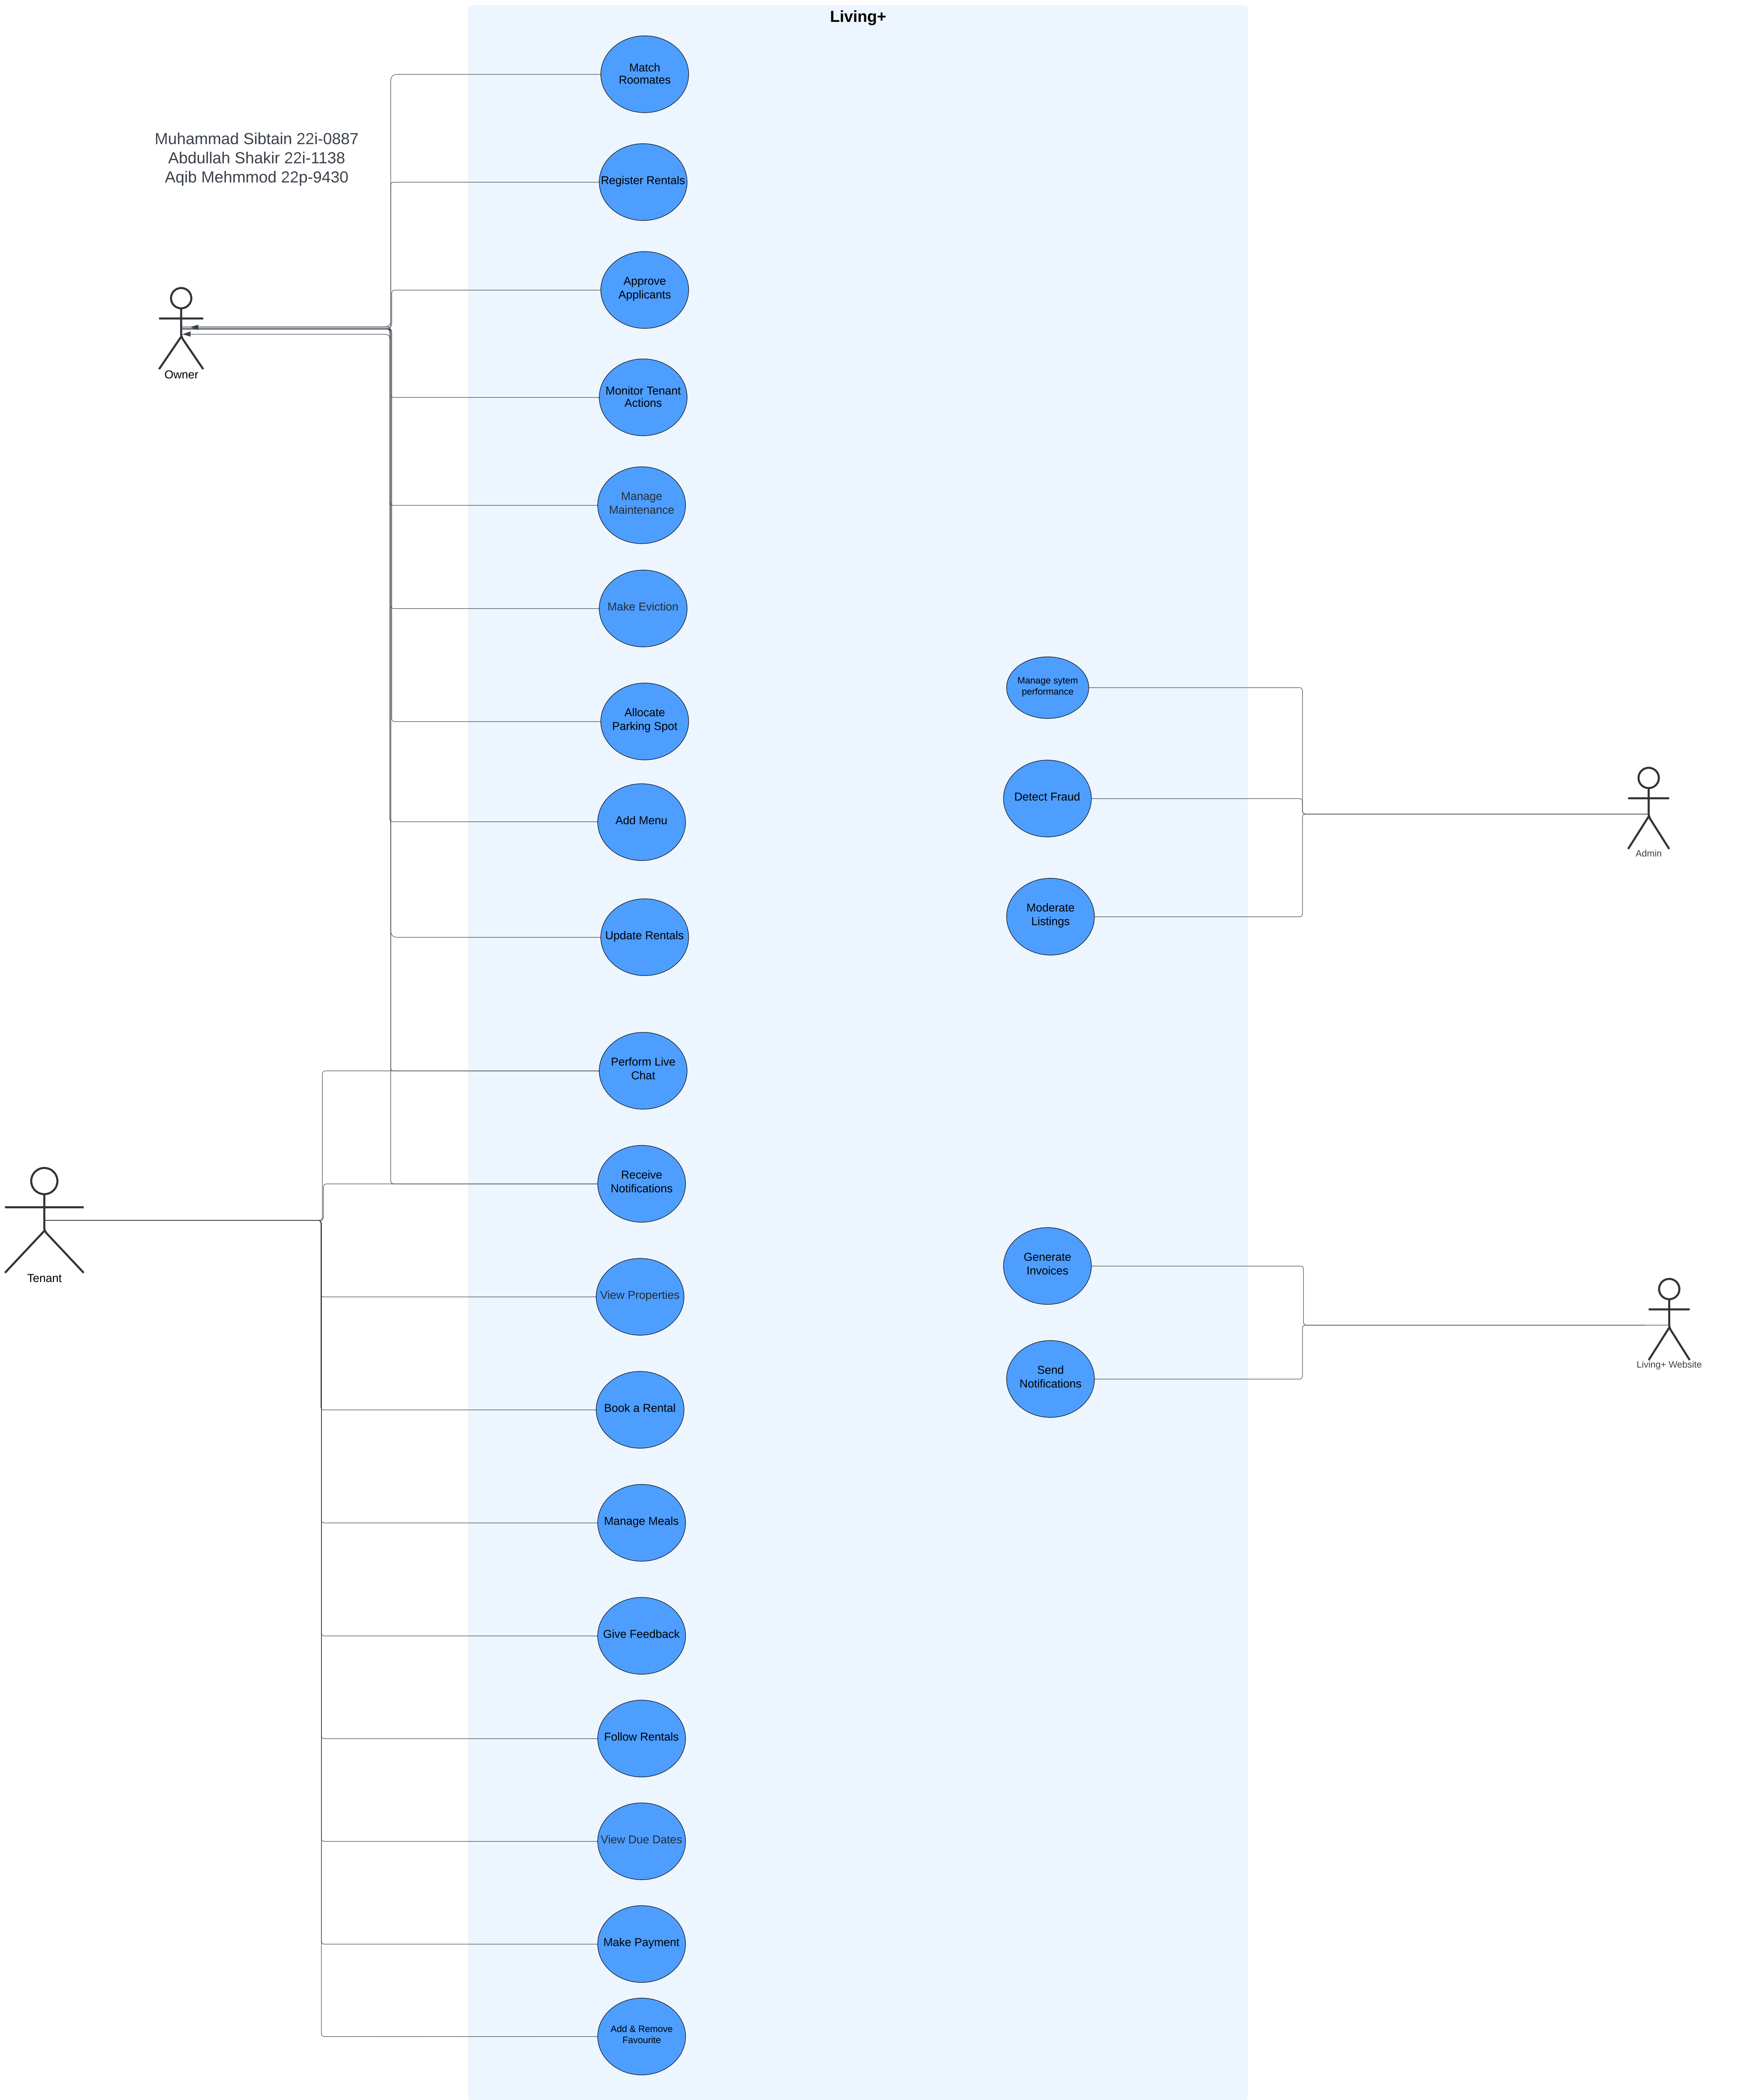 Living+
Match
Roomates
Muhammad Sibtain 22i-0887
Abdullah Shakir 22i-1138
Aqib Mehmmod 22p-9430
Register Rentals
Approve
Applicants
Owner
Monitor Tenant
Actions
Manage
Maintenance
Make Eviction
Manage sytem
performance
Allocate
Parking Spot
Detect Fraud
Add Menu
Admin
Moderate
Listings
Update Rentals
Perform Live
Chat
Receive
Notifications
Tenant
Generate
Invoices
View Properties
Living+ Website
Send
Notifications
Book a Rental
Manage Meals
Give Feedback
Follow Rentals
View Due Dates
Make Payment
Add & Remove
Favourite